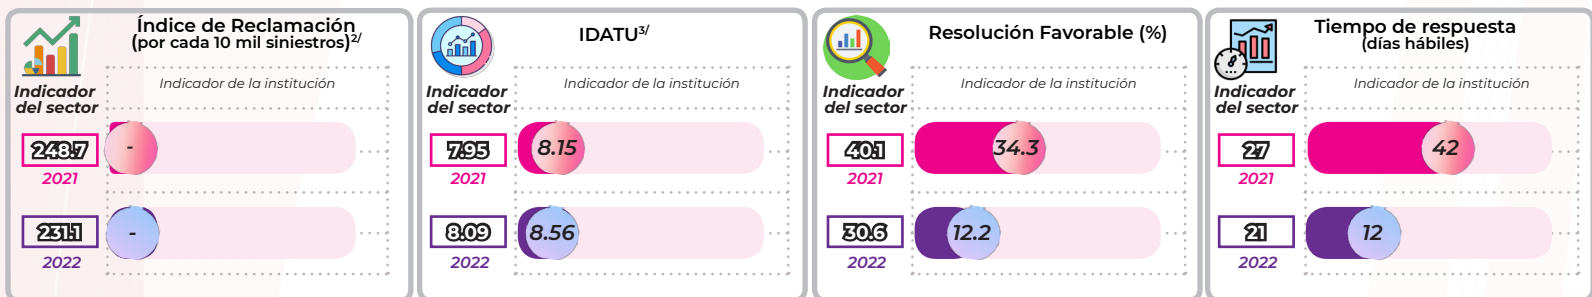 Índice de Reclamación
(por cada 10 mil siniestros)2/
Indicador de la institución
Indicador
del sector
248.7
-
2021
231.1
-
2022
IDATU3/
Indicador de la institución
Indicador
del sector
7.95
8.15
2021
8.09
8.56
2022
Resolución Favorable (%)
Indicador de la institución
Indicador
del sector
40.1
34.3
2021
30.6
12.2
2022
Tiempo de respuesta
(días hábiles)
Indicador de la institución
Indicador
del sector
27
42
2021
21
12
2022